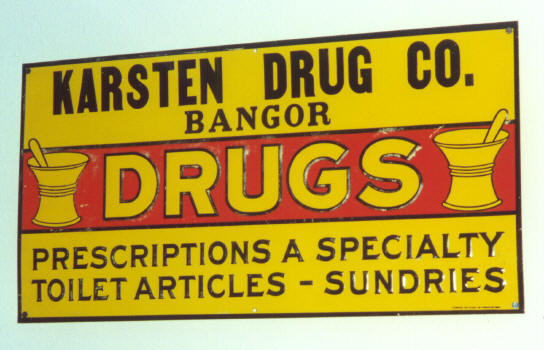 KARSTEN DRUG CO.
BANGOR
DRUGS
PRESCRIPTIONS A SPECIALTY
TOILET ARTICLES - SUNDRIES